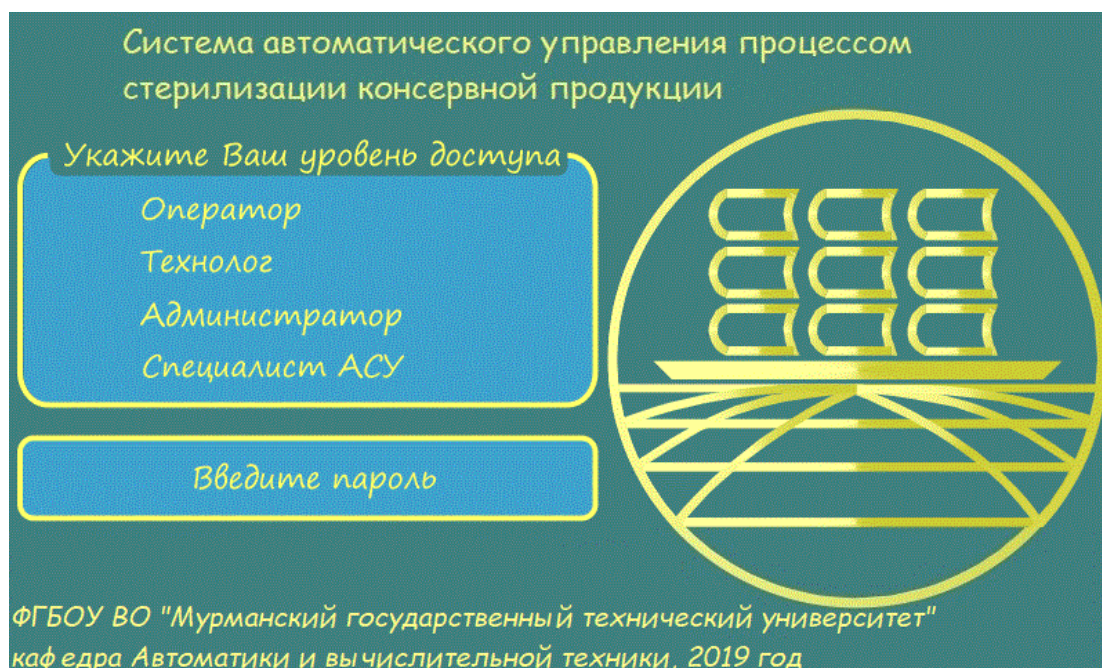 Система автоматического управления процессом
стерилизации консервной продукции
Укажите Ваш уровень доступа
Оператор
Технолог
Администратор
Специалист АСУ
Введите пароль
ФГБОУ ВО "Мурманский государственный технический университет"
кафедра Автоматики и вычислительной техники, 2019 год